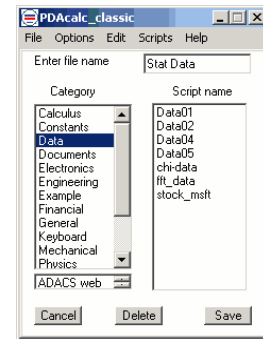 PDAcalc_classic
File Options Edit Scripts Help
Enter file name Stat Data
Category Script name
Calculus
Constants
Data
Documents
Electronics
Engineering
Example
Financial
General
Keyboard
Mechanical
Physics
ADACS web
Data01
Data02
Data04
Data05
chi-data
fft_data
stock_msft
Cancel Delete Save